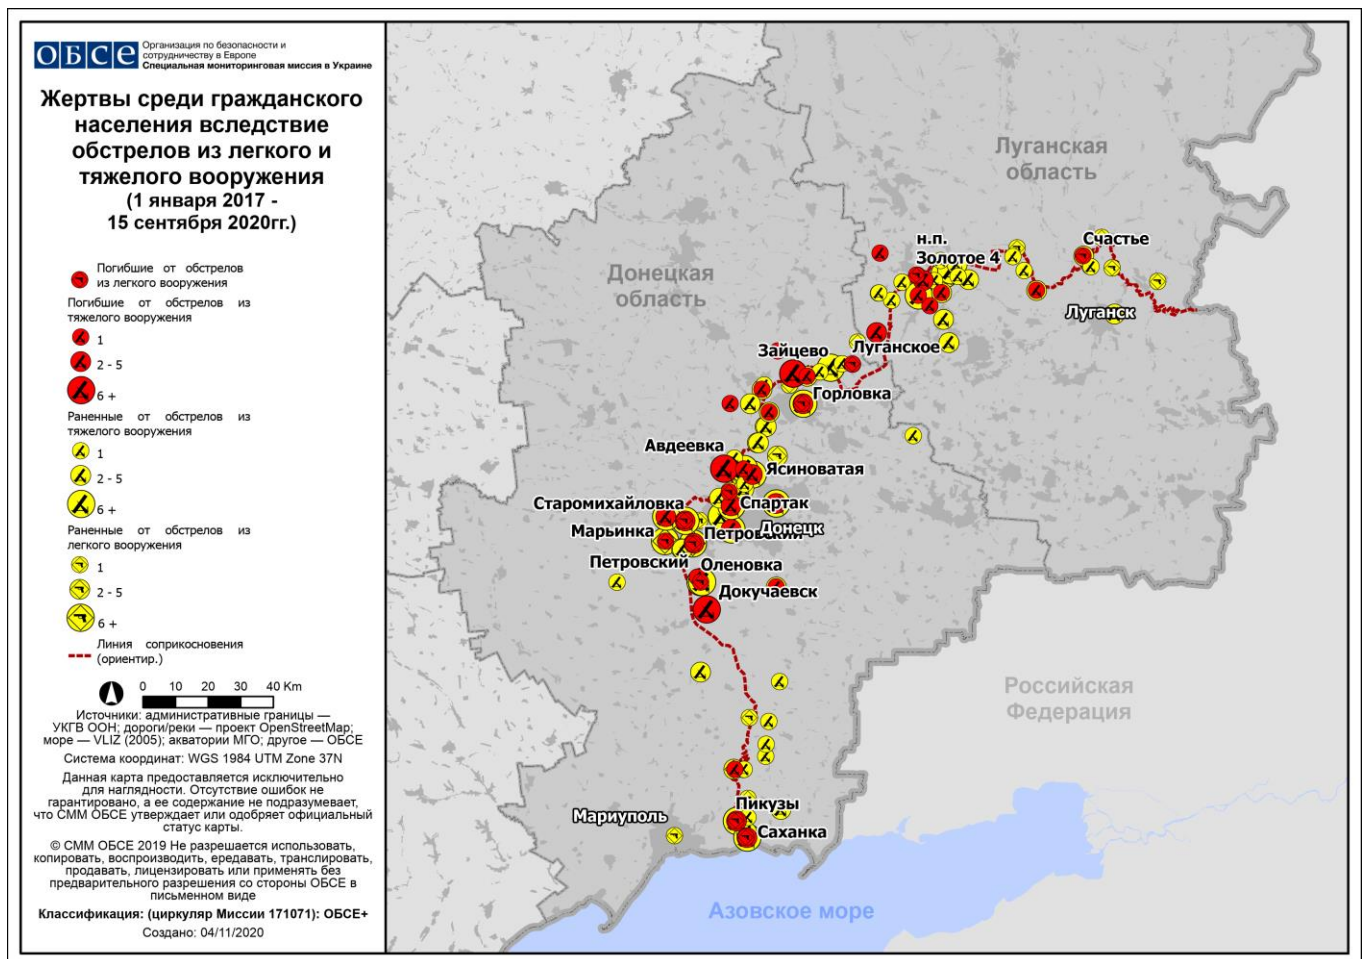 ОБСЕ
Организация по безопасности и
сотрудничеству в Европе
Специальная мониторинговая миссия в Украине
Жертвы среди гражданского
населения вследствие
обстрелов из легкого и
тяжелого вооружения
(1 января 2017 -
15 сентября 2020гг.)
Погибшие от обстрелов
из легкого вооружения
Погибшие от обстрелов из
тяжелого вооружения
1
2 - 5
6 +
Раненные от обстрелов из
тяжелого вооружения
1
2 - 5
6 +
Раненные от обстрелов из
легкого вооружения
1
2 - 5
6 +
Линия соприкосновения
(ориентир.)
0 10 20 30 40 Km
Источники: административные границы —
УКГВ ООН; дороги/реки — проект OpenStreetMap;
море — VLIZ (2005); акватории МГО; другое — ОБСЕ
Система координат: WGS 1984 UTM Zone 37N
Данная карта предоставляется исключительно
для наглядности. Отсутствие ошибок не
гарантировано, а ее содержание не подразумевает,
что СММ ОБСЕ утверждает или одобряет официальный
статус карты.
© СММ ОБСЕ 2019 Не разрешается использовать,
копировать, воспроизводить, ередавать, транслировать,
продавать, лицензировать или применять без
предварительного разрешения со стороны ОБСЕ в
письменном виде
Классификация: (циркуляр Миссии 171071): ОБСЕ+
Создано: 04/11/2020
Луганская
область
н.п.
Золотое 4
Счастье
Донецкая
область
Луганск
Зайцево
Луганское
Горловка
Авдеевка
Ясиноватая
Старомихайловка
Спартак
Марьинка
Донецк
Петровский
Петровский
Оленовка
Докучаевск
Российская
Федерация
Пикузы
Мариуполь
Саханка
Азовское море